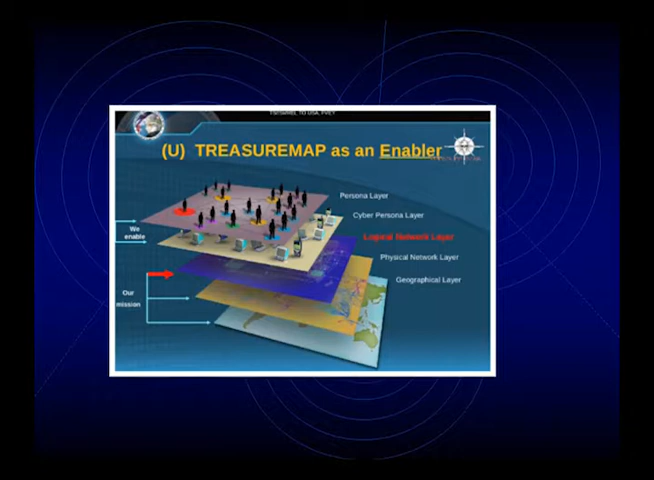 (U) TREASUREMAP as an Enabler
Persona Layer
Cyber Persona Layer
Logical Network Layer
Physical Network Layer
Geographical Layer
We
enable
Our
mission